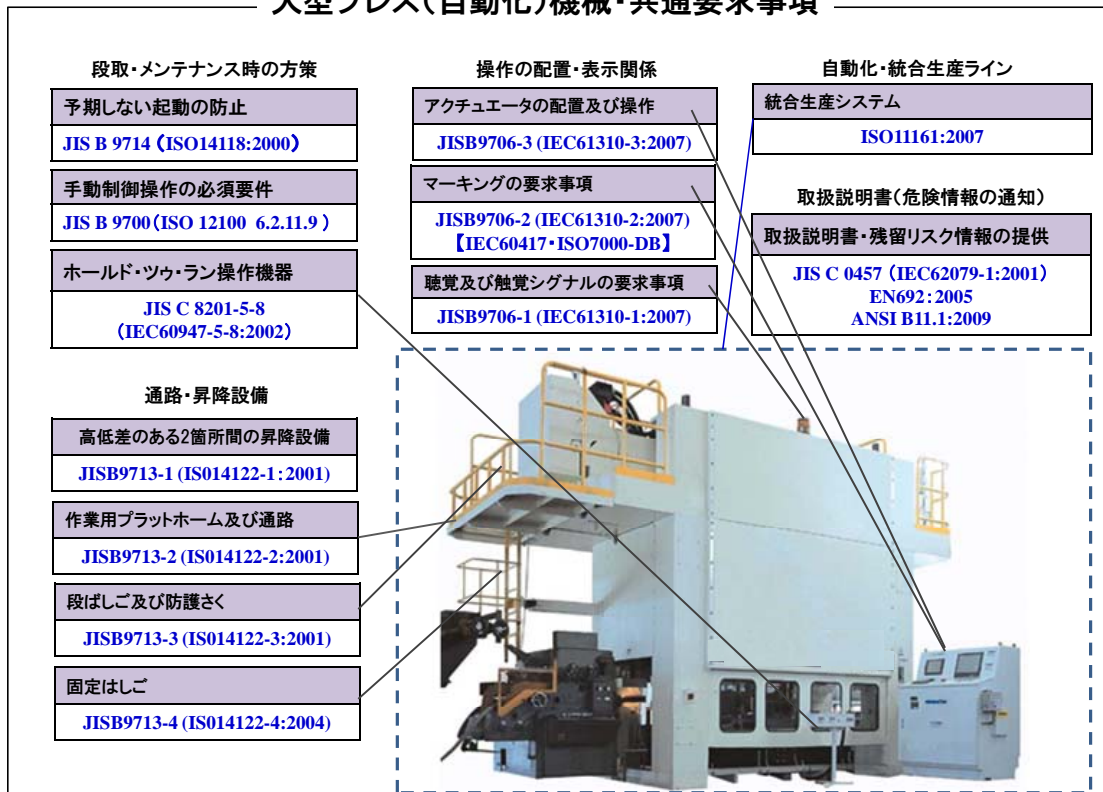 大型プレス(自動化)機械・共通要求事項
段取・メンテナンス時の方策
予期しない起動の防止
JIS B 9714 (ISO14118:2000)
手動制御操作の必須要件
JIS B 9700(ISO 12100 6.2.11.9 )
ホールド・ツゥ・ラン操作機器
JIS C 8201-5-8
(IEC60947-5-8:2002)
通路・昇降設備
高低差のある2箇所間の昇降設備
JISB9713-1 (IS014122-1:2001)
作業用プラットホーム及び通路
JISB9713-2 (IS014122-2:2001)
段ばしご及び防護さく
JISB9713-3 (IS014122-3:2001)
固定はしご
JISB9713-4 (IS014122-4:2004)
操作の配置・表示関係
アクチュエータの配置及び操作
JISB9706-3 (IEC61310-3:2007)
マーキングの要求事項
JISB9706-2 (IEC61310-2:2007)
【IEC60417・ISO7000-DB】
聴覚及び触覚シグナルの要求事項
JISB9706-1 (IEC61310-1:2007)
自動化・統合生産ライン
統合生産システム
ISO11161:2007
取扱説明書(危険情報の通知)
取扱説明書・残留リスク情報の提供
JIS C 0457 (IEC62079-1:2001)
EN692:2005
ANSI B11.1:2009